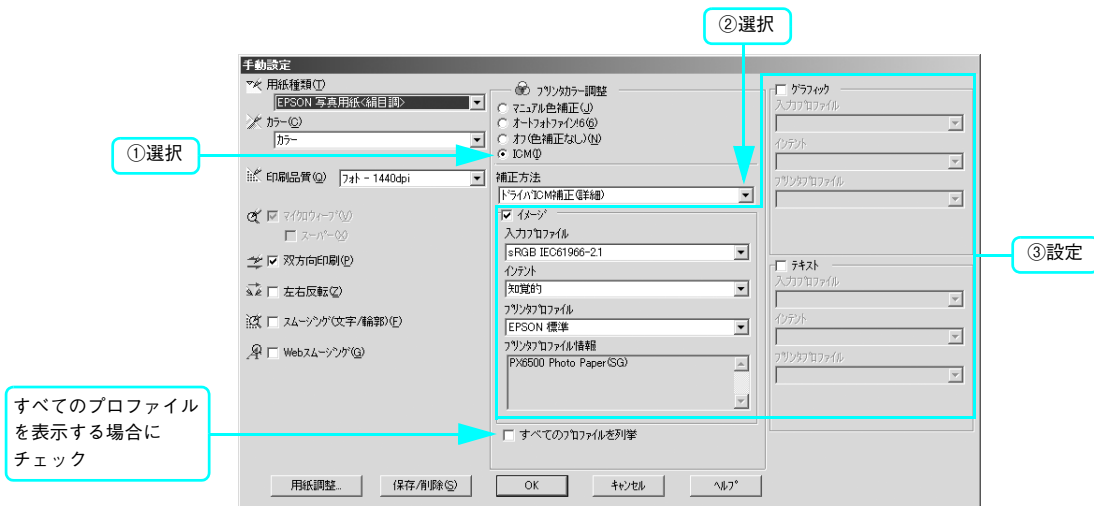 ②選択
手動設定
用紙種類(T)
EPSON 写真用紙<絹目調>
カラー(C)
カラー
①選択
印刷品質(Q)
フォト - 1440dpi
マイクロウィーブ(V)
スーパー(X)
双方向印刷(P)
左右反転(Z)
スムージング(文字/輪郭)(F)
Webスムージング(G)
プリンタカラー調整
マニュアル色補正(J)
オートフォトファイン!6(6)
オフ(色補正なし)(N)
ICM(I)
補正方法
ドライバICM補正(詳細)
イメージ
入力プロファイル
sRGB IEC61966-2.1
インテント
知覚的
プリンタプロファイル
EPSON 標準
プリンタプロファイル情報
PX6500 Photo Paper(SG)
すべてのプロファイルを列挙
グラフィック
入力プロファイル
インテント
プリンタプロファイル
テキスト
入力プロファイル
インテント
プリンタプロファイル
③設定
すべてのプロファイル
を表示する場合に
チェック
用紙調整...
保存/削除(S)
OK
キャンセル
ヘルプ